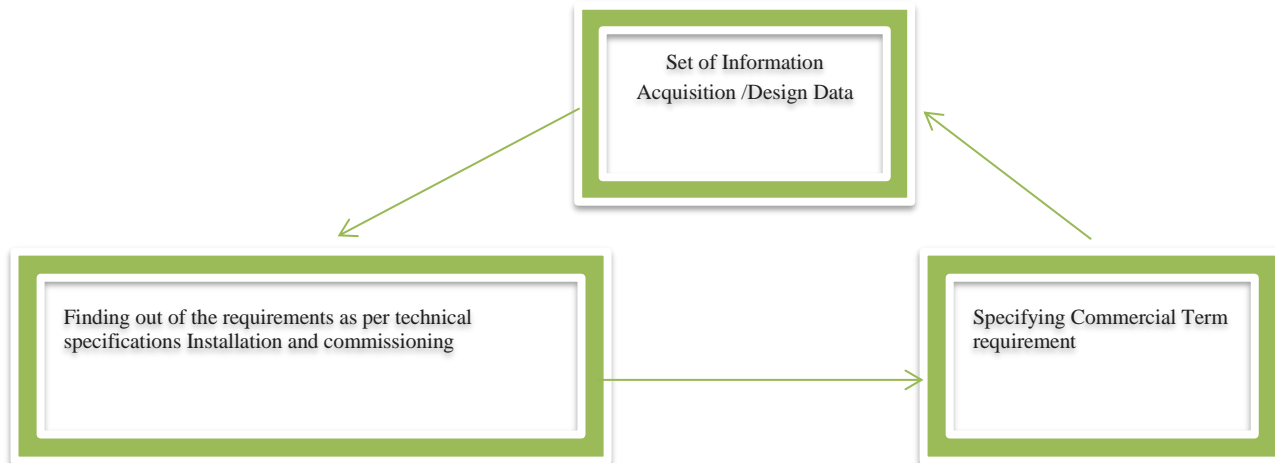 Set of Information
Acquisition /Design Data
Finding out of the requirements as per technical
specifications Installation and commissioning
Specifying Commercial Term
requirement